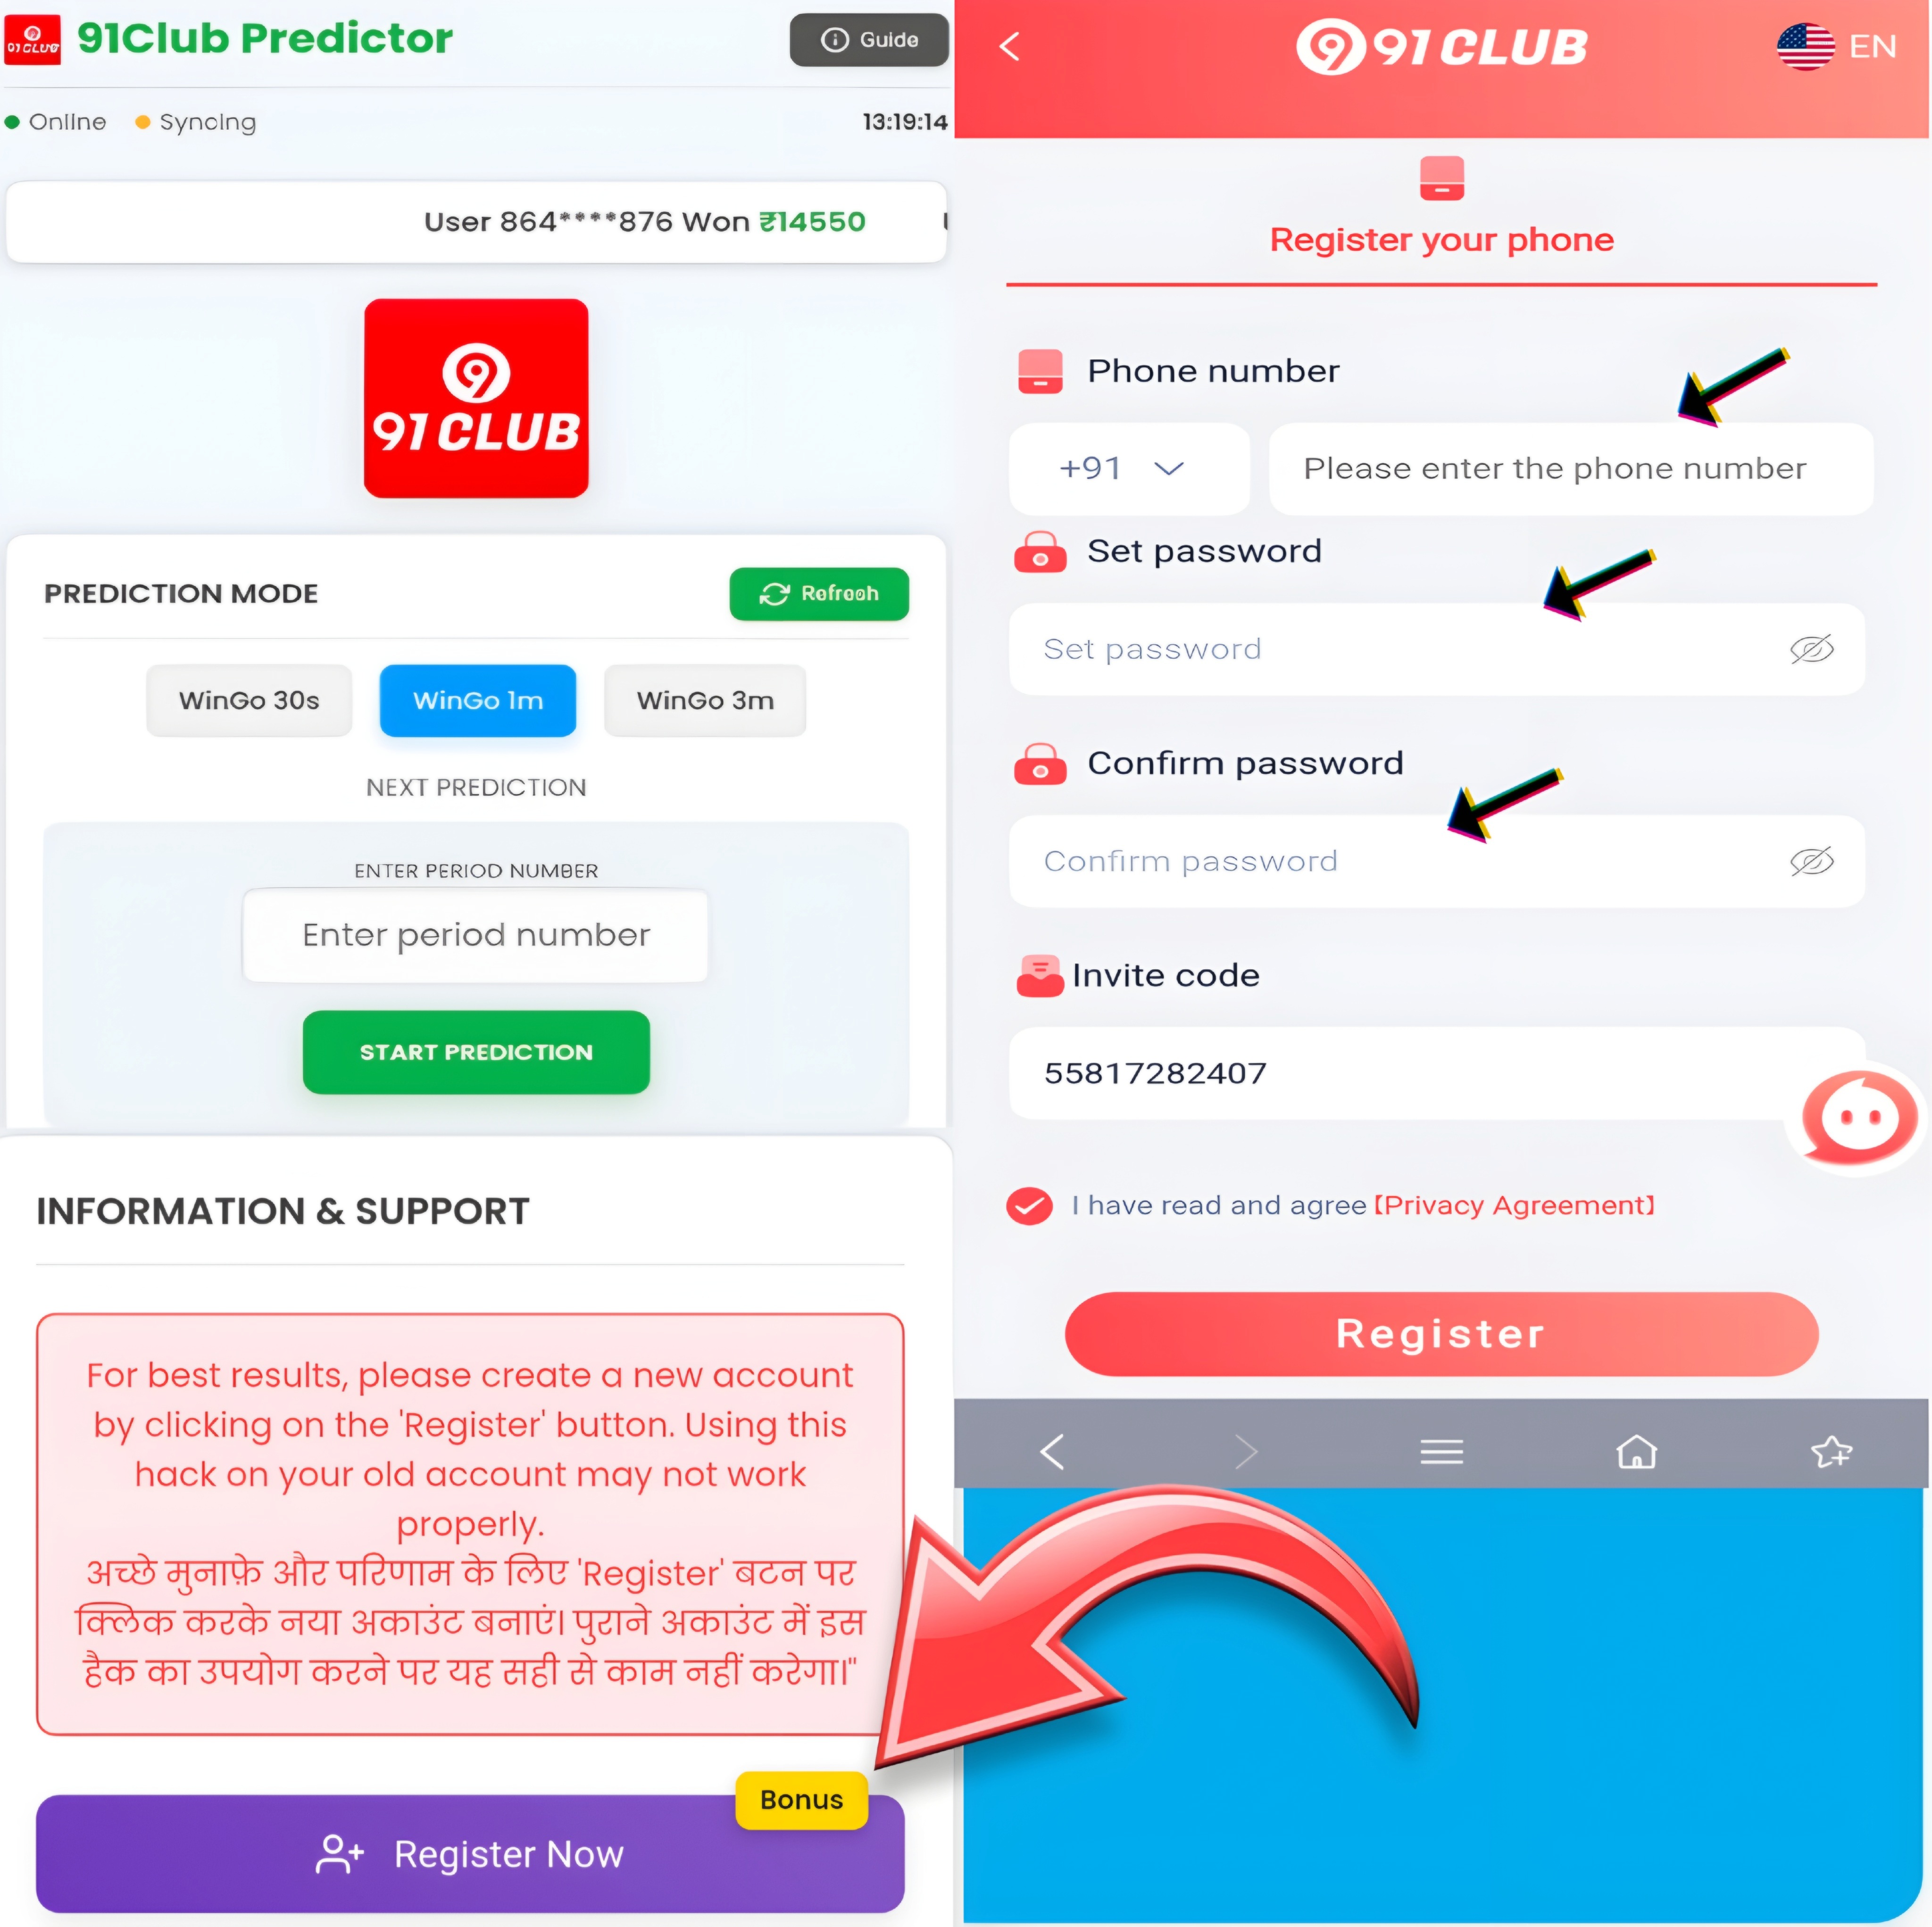 91 CLUB
91Club Predictor
Guide
Online
Syncing
13:19:14
User 864****876 Won ₹14550
91 CLUB
PREDICTION MODE
Refresh
WinGo 30s
WinGo 1m
WinGo 3m
NEXT PREDICTION
ENTER PERIOD NUMBER
Enter period number
START PREDICTION
INFORMATION & SUPPORT
For best results, please create a new account
by clicking on the 'Register' button. Using this
hack on your old account may not work
properly.
अच्छे मुनाफ़े और परिणाम के लिए 'Register' बटन पर
क्लिक करके नया अकाउंट बनाएं। पुराने अकाउंट में इस
हैक का उपयोग करने पर यह सही से काम नहीं करेगा।"
Bonus
Register Now
91 CLUB
EN
Register your phone
Phone number
+91
Please enter the phone number
Set password
Set password
Confirm password
Confirm password
Invite code
55817282407
I have read and agree【Privacy Agreement】
Register